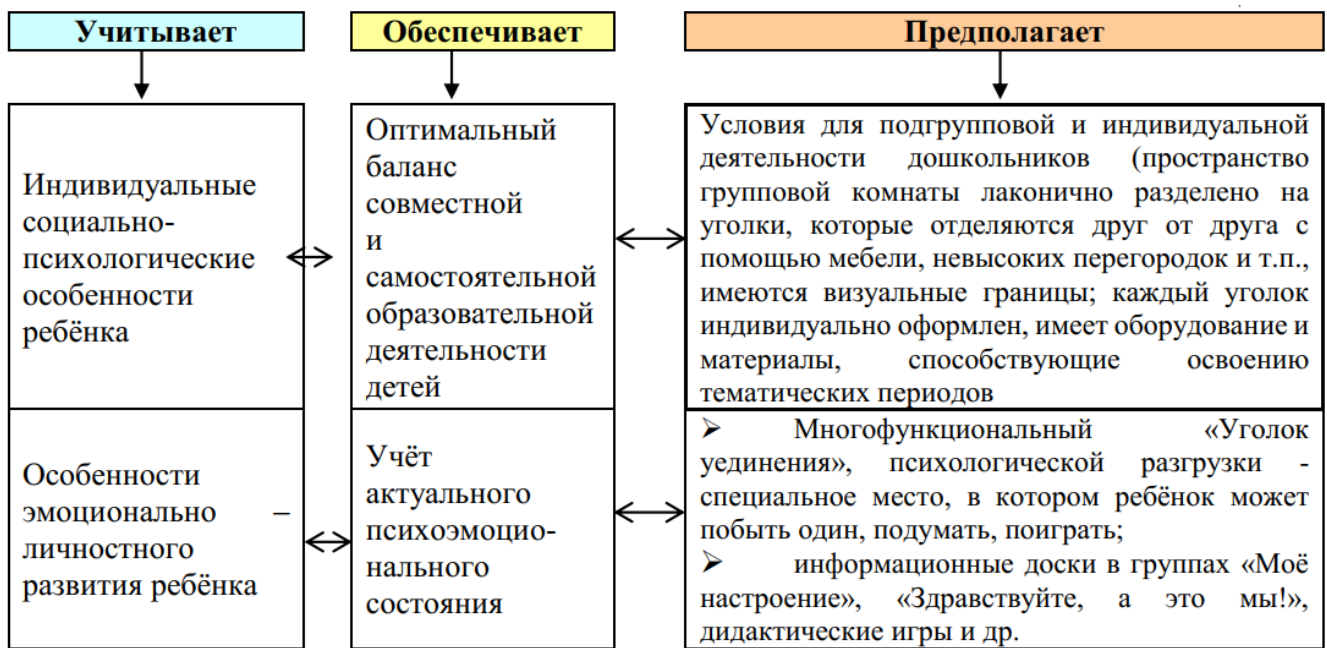 Учитывает
Обеспечивает
Предполагает
Индивидуальные
социально-
психологические
особенности
ребёнка
Оптимальный
баланс
совместной
и
самостоятельной
образовательной
деятельности
детей
Условия для подгрупповой и индивидуальной
деятельности дошкольников (пространство
групповой комнаты лаконично разделено на
уголки, которые отделяются друг от друга с
помощью мебели, невысоких перегородок и т.п.,
имеются визуальные границы; каждый уголок
индивидуально оформлен, имеет оборудование и
материалы, способствующие освоению
тематических периодов
Особенности
эмоционально –
личностного
развития ребёнка
Учёт
актуального
психоэмоцио-
нального
состояния
➢ Многофункциональный «Уголок
уединения», психологической разгрузки -
специальное место, в котором ребёнок может
побыть один, подумать, поиграть;
➢ информационные доски в группах «Моё
настроение», «Здравствуйте, а это мы!»,
дидактические игры и др.